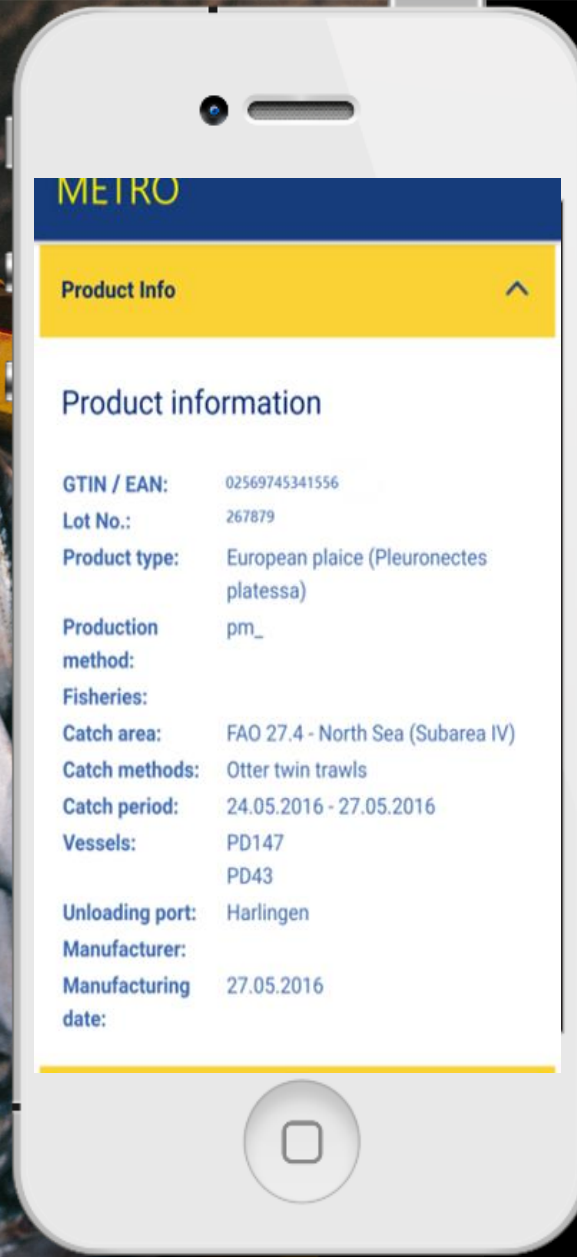 METRO
Product Info
Product information
GTIN / EAN: 02569745341556
Lot No.: 267879
Product type: European plaice (Pleuronectes
platessa)
Production pm_
method:
Fisheries:
Catch area: FAO 27.4 - North Sea (Subarea IV)
Catch methods: Otter twin trawls
Catch period: 24.05.2016 - 27.05.2016
Vessels: PD147
PD43
Unloading port: Harlingen
Manufacturer:
Manufacturing 27.05.2016
date: